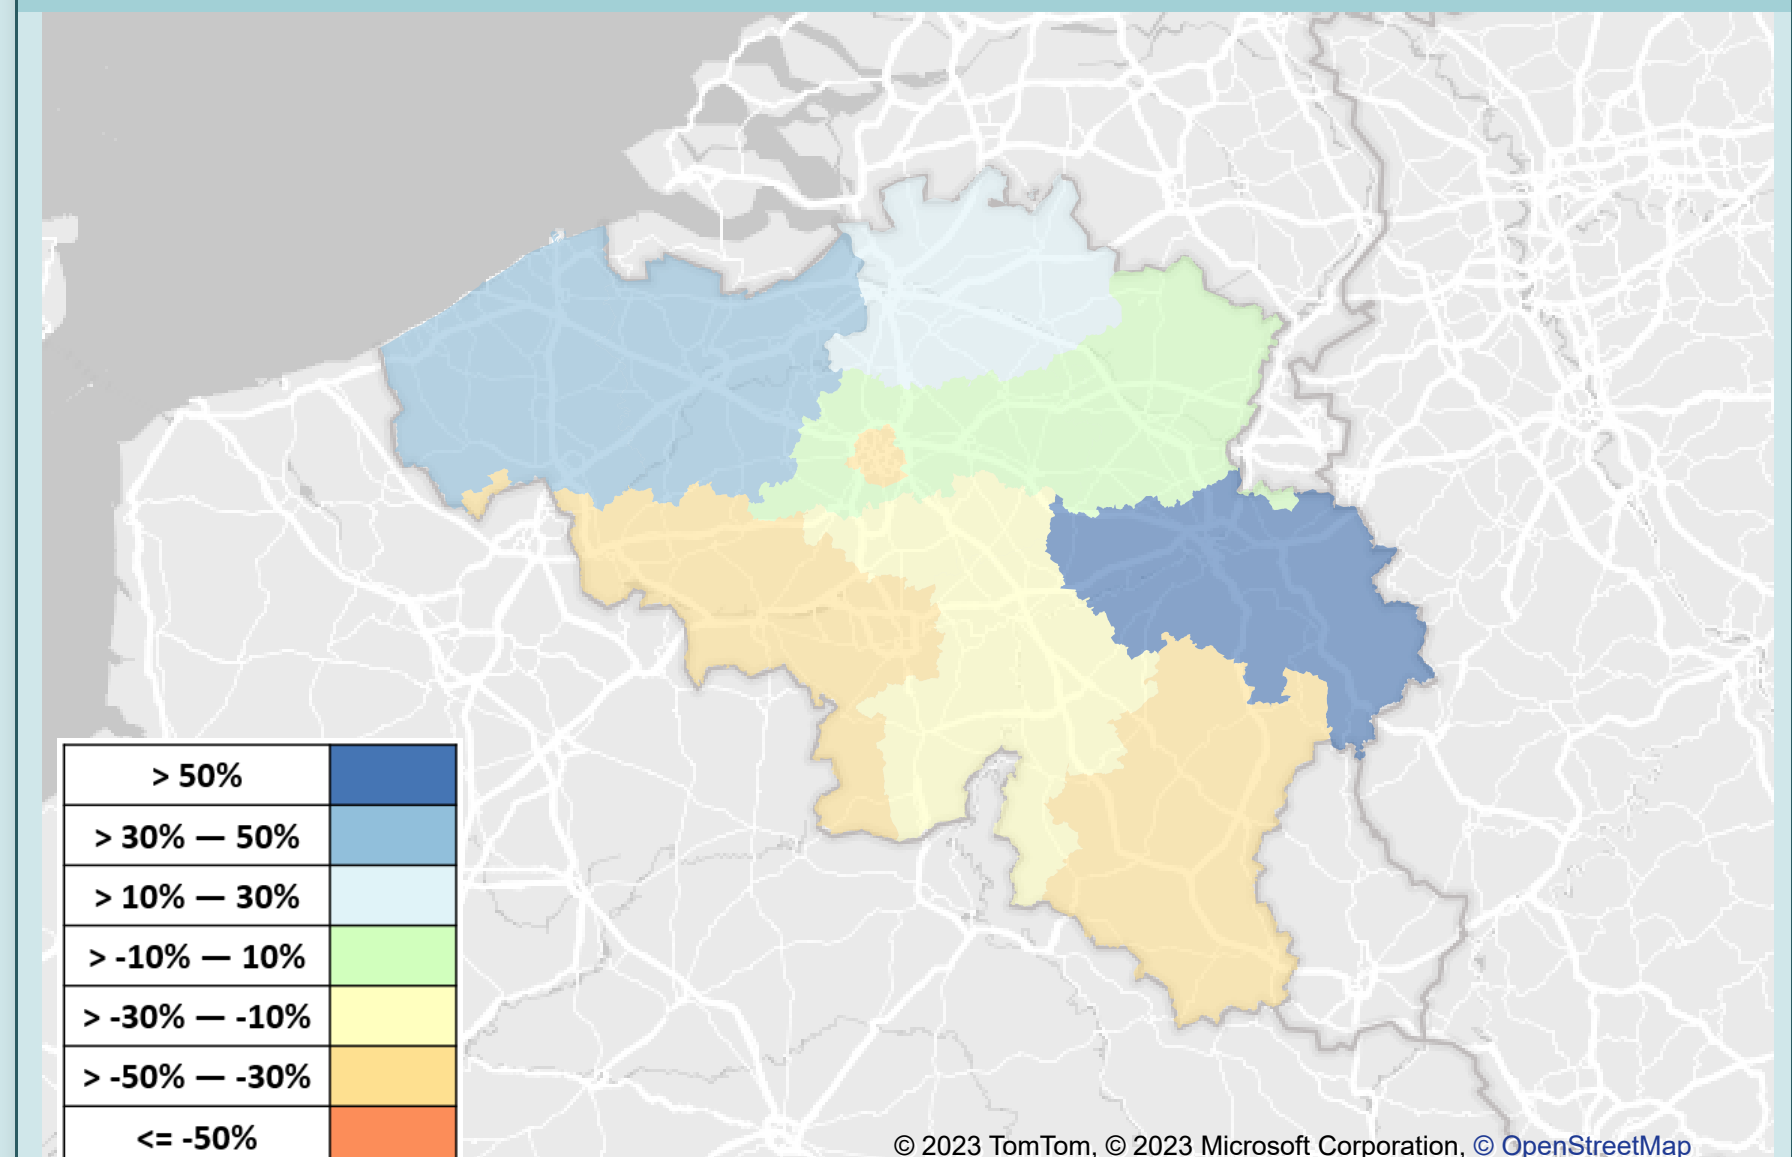 > 50%
> 30% — 50%
> 10% — 30%
> -10% — 10%
> -30% — -10%
> -50% — -30%
<= -50%
© 2023 TomTom, © 2023 Microsoft Corporation, © OpenStreetMap